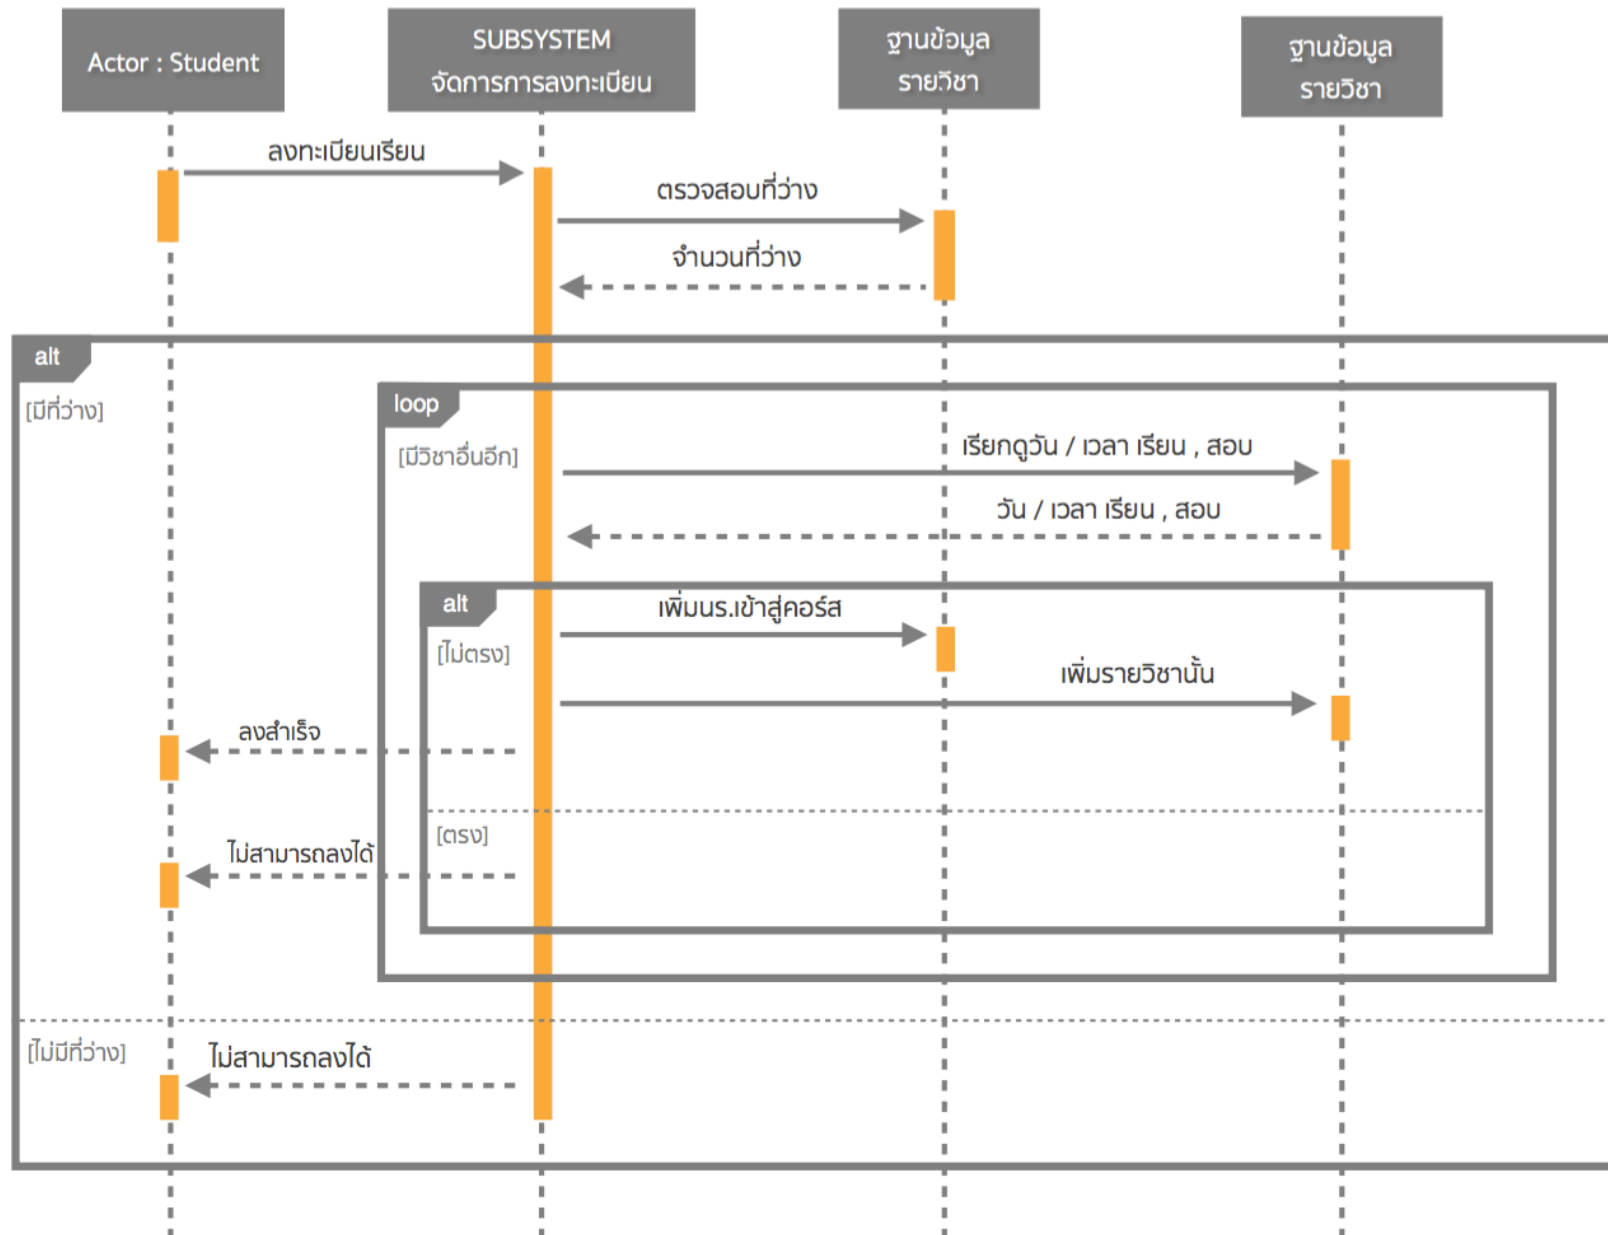 Actor : Student
SUBSYSTEM
จัดการการลงทะเบียน
ฐานข้อมูล
รายวิชา
ฐานข้อมูล
รายวิชา
ลงทะเบียนเรียน
ตรวจสอบที่ว่าง
จำนวนที่ว่าง
alt
[มีที่ว่าง]
loop
[มีวิชาอื่นอีก]
เรียกดูวัน / เวลา เรียน , สอบ
วัน / เวลา เรียน , สอบ
alt
[ไม่ตรง]
เพิ่มนร.เข้าสู่คอร์ส
เพิ่มรายวิชานั้น
ลงสำเร็จ
[ตรง]
ไม่สามารถลงได้
[ไม่มีที่ว่าง]
ไม่สามารถลงได้